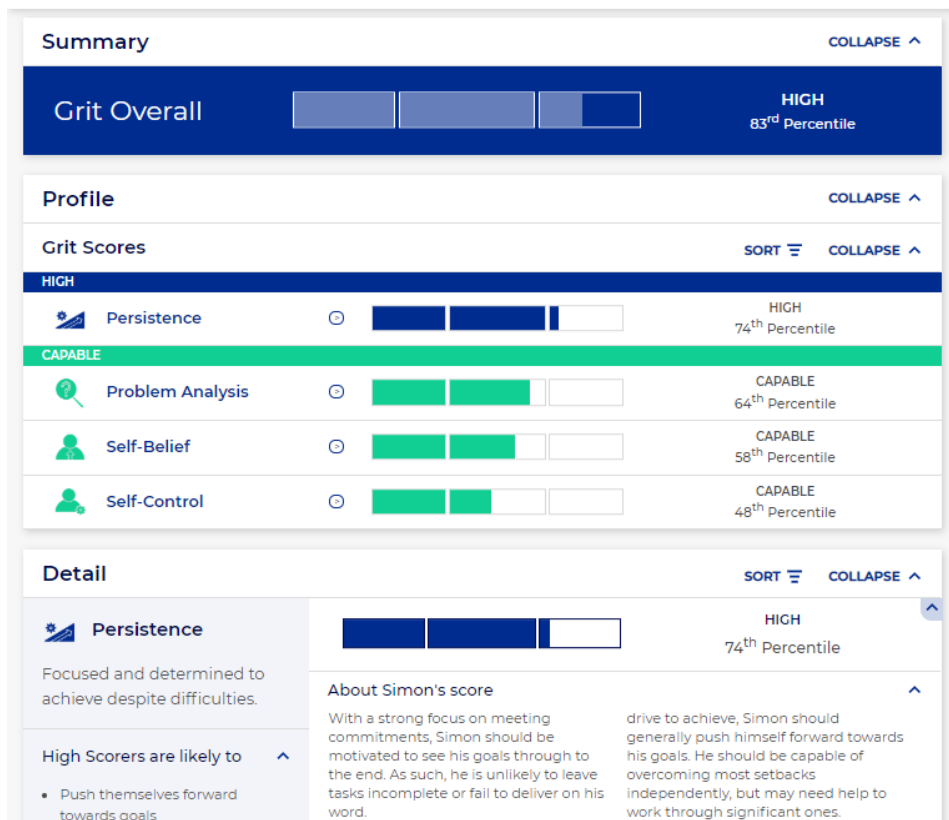 Summary
COLLAPSE
Grit Overall
HIGH
83rd Percentile
Profile
COLLAPSE
Grit Scores
SORT
COLLAPSE
HIGH
Persistence
HIGH
74th Percentile
CAPABLE
Problem Analysis
CAPABLE
64th Percentile
Self-Belief
CAPABLE
58th Percentile
Self-Control
CAPABLE
48th Percentile
Detail
SORT
COLLAPSE
Persistence
Focused and determined to
achieve despite difficulties.
High Scorers are likely to
• Push themselves forward
towards goals
HIGH
74th Percentile
About Simon's score
With a strong focus on meeting
commitments, Simon should be
motivated to see his goals through to
the end. As such, he is unlikely to leave
tasks incomplete or fail to deliver on his
word.
drive to achieve, Simon should
generally push himself forward towards
his goals. He should be capable of
overcoming most setbacks
independently, but may need help to
work through significant ones.